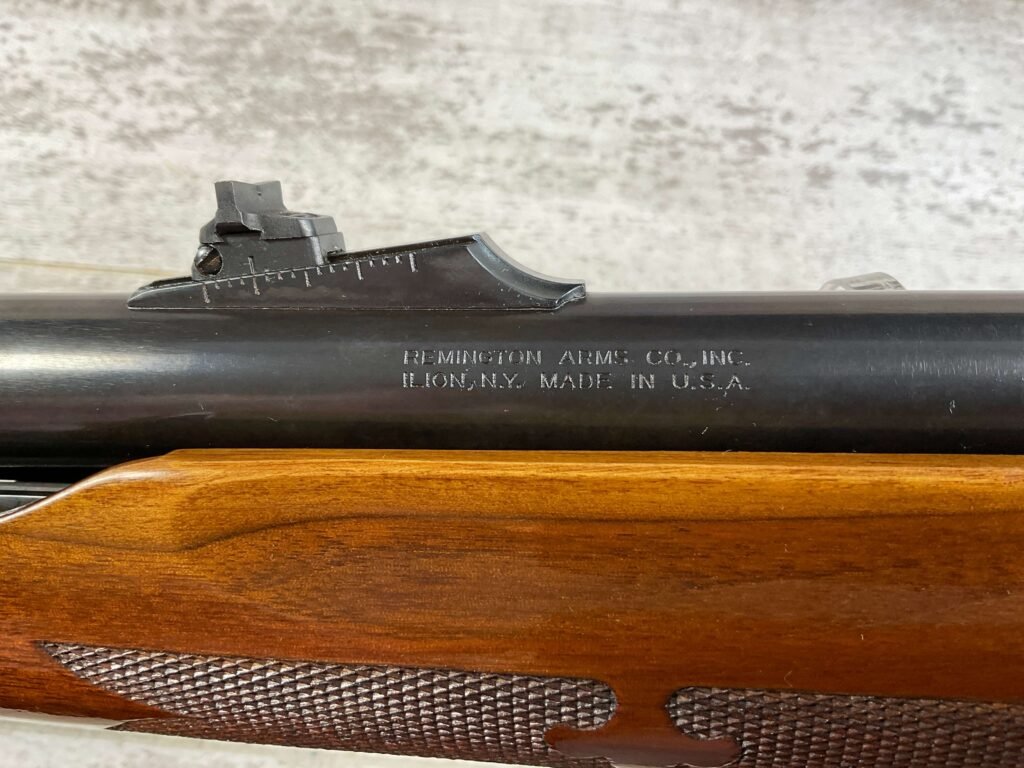 REMINGTON ARMS CO., INC.
ILION, N.Y. MADE IN U.S.A.